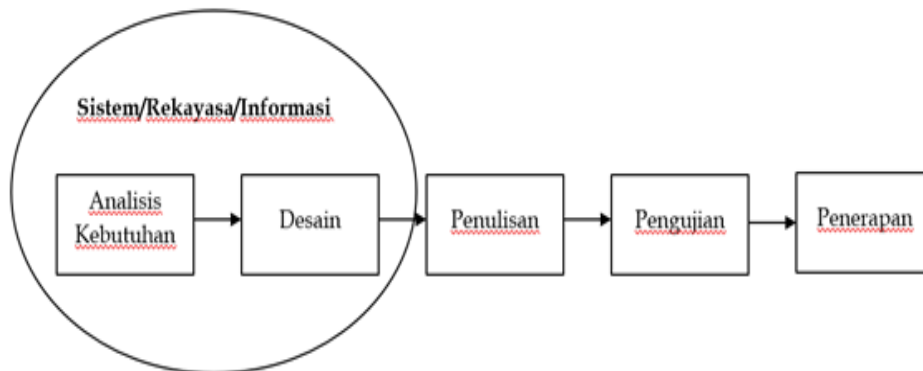 Sistem/Rekayasa/Informasi
Analisis
Kebutuhan
Desain
Penulisan
Pengujian
Penerapan